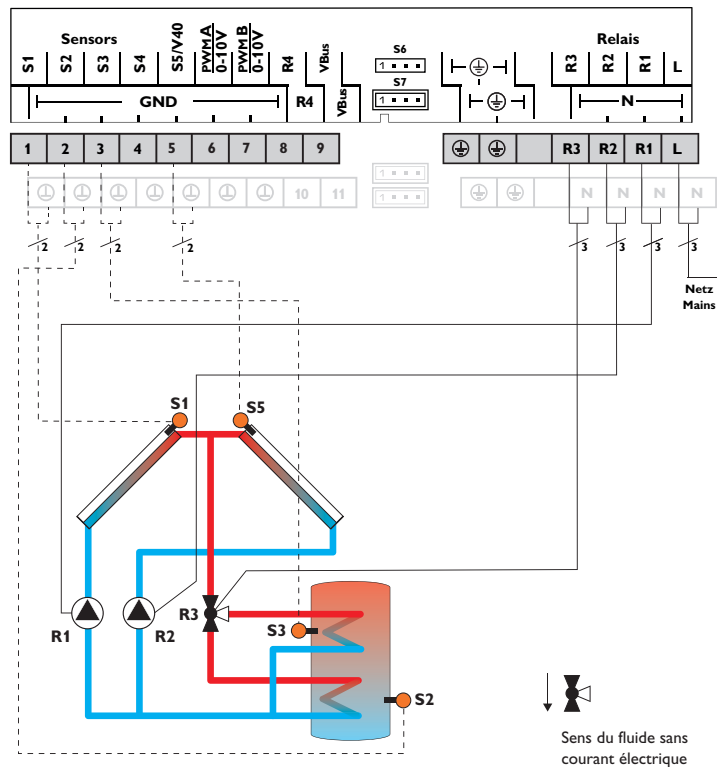 Sensors
Relais
S1 S2 S3 S4 S5/V40 PWM A 0-10V PWM B 0-10V R4 VBus S6 1 R3 R2 R1 L
S7
GND R4 VBus 1 N
1 2 3 4 5 6 7 8 9 R3 R2 R1 L
10 11 1 N N N N
1
2 2 2 2 3 3 3 3
Netz
Mains
S1 S5
R1 R2 R3
S3
S2
Sens du fluide sans
courant électrique